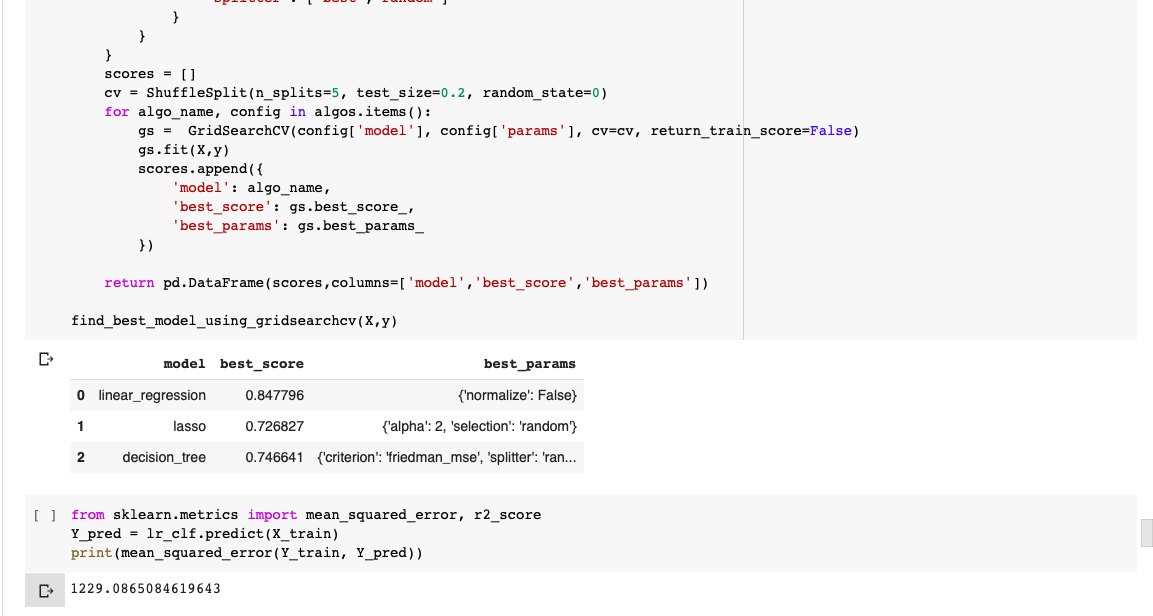 }
}
}
scores = []
cv = ShuffleSplit(n_splits=5, test_size=0.2, random_state=0)
for algo_name, config in algos.items():
gs =  GridSearchCV(config['model'], config['params'], cv=cv, return_train_score=False)
gs.fit(X,y)
scores.append({
'model': algo_name,
'best_score': gs.best_score_,
'best_params': gs.best_params_
})
return pd.DataFrame(scores,columns=['model','best_score','best_params'])
find_best_model_using_gridsearchcv(X,y)
model best_score best_params
0 linear_regression 0.847796 {'normalize': False}
1 lasso 0.726827 {'alpha': 2, 'selection': 'random'}
2 decision_tree 0.746641 {'criterion': 'friedman_mse', 'splitter': 'ran...
[ ] from sklearn.metrics import mean_squared_error, r2_score
Y_pred = lr_clf.predict(X_train)
print(mean_squared_error(Y_train, Y_pred))
1229.0865084619643